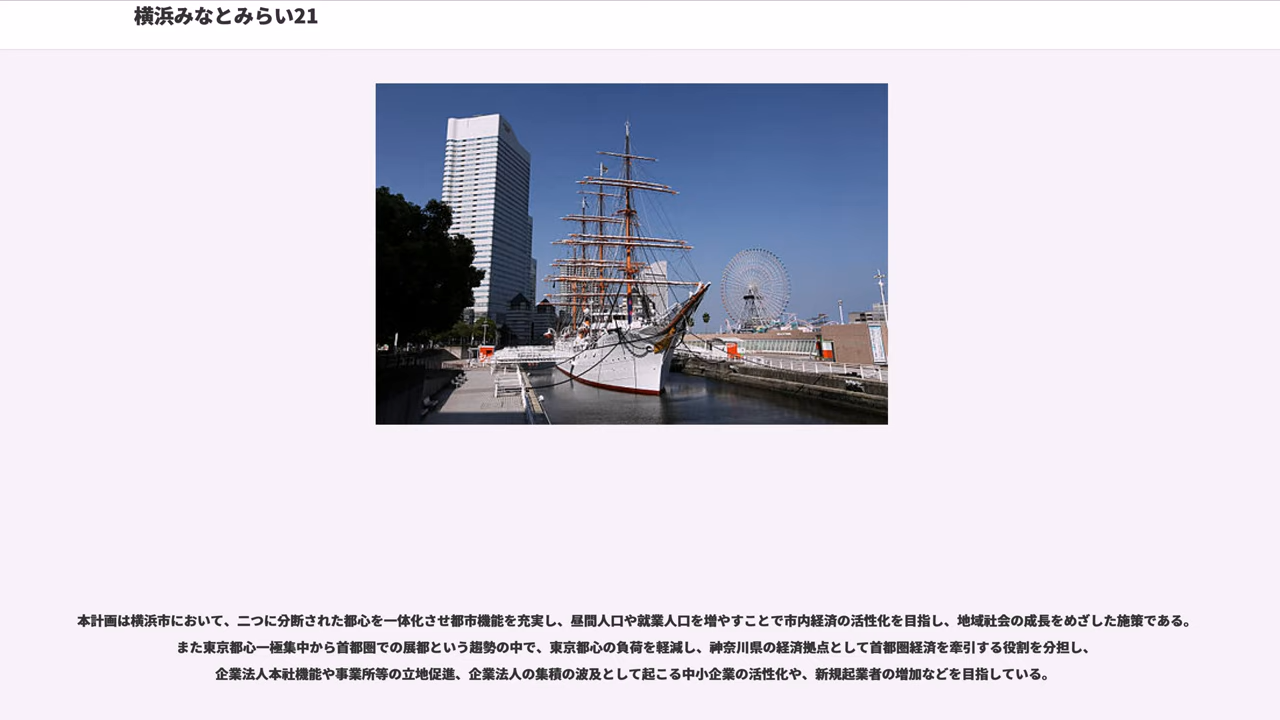 横浜みなとみらい21
本計画は横浜市において、二つに分断された都心を一体化させ都市機能を充実し、昼間人口や就業人口を増やすことで市内経済の活性化を目指し、地域社会の成長をめざした施策である。
また東京都心一極集中から首都圏での展都という趨勢の中で、東京都心の負荷を軽減し、神奈川県の経済拠点として首都圏経済を牽引する役割を分担し、
企業法人本社機能や事業所等の立地促進、企業法人の集積の波及として起こる中小企業の活性化や、新規起業者の増加などを目指している。